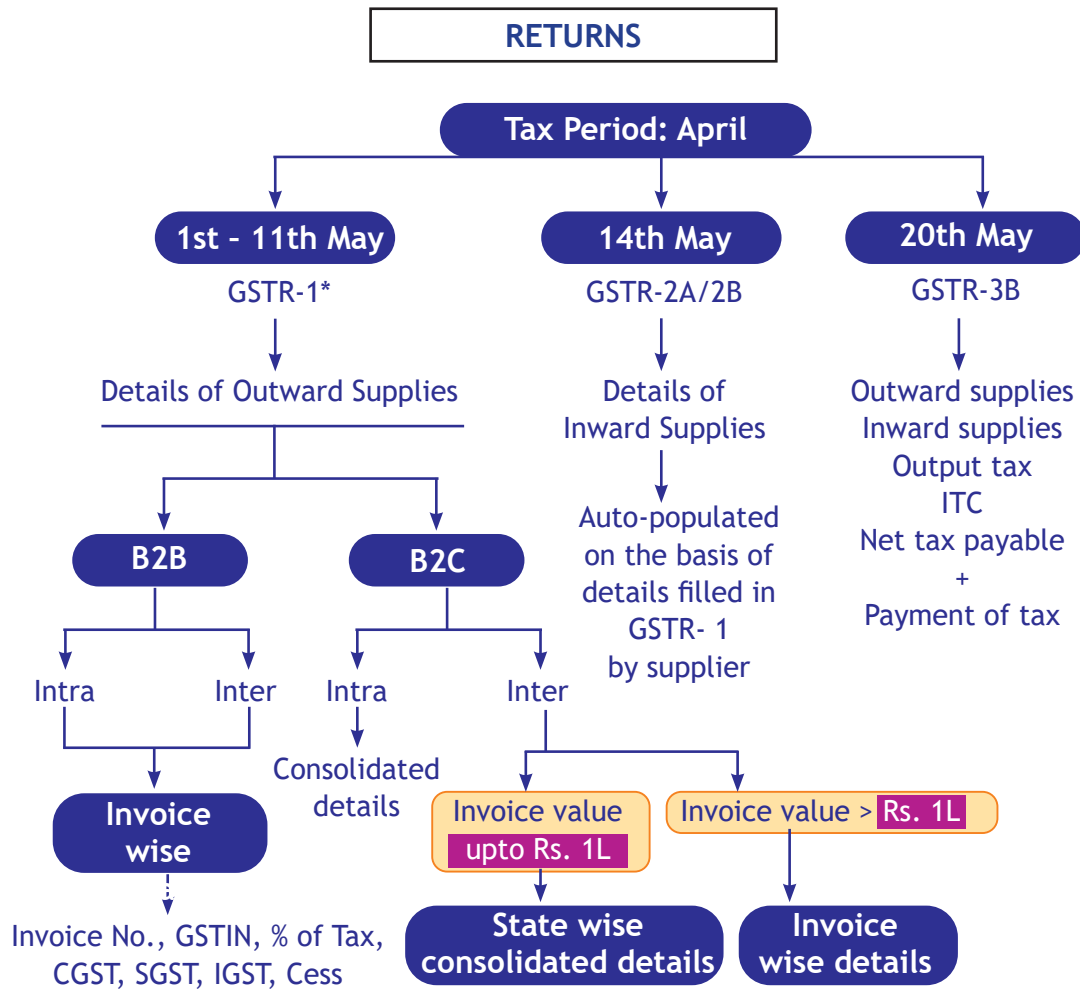 RETURNS
Tax Period: April
1st – 11th May
GSTR-1*
Details of Outward Supplies
B2B
Intra
Inter
Invoice
wise
Invoice No., GSTIN, % of Tax,
CGST, SGST, IGST, Cess
B2C
Intra
Consolidated
details
Inter
Invoice value
upto Rs. 1L
State wise
consolidated details
Invoice value > Rs. 1L
Invoice
wise details
14th May
GSTR-2A/2B
Details of
Inward Supplies
Auto-populated
on the basis of
details filled in
GSTR- 1
by supplier
20th May
GSTR-3B
Outward supplies
Inward supplies
Output tax
ITC
Net tax payable
+
Payment of tax